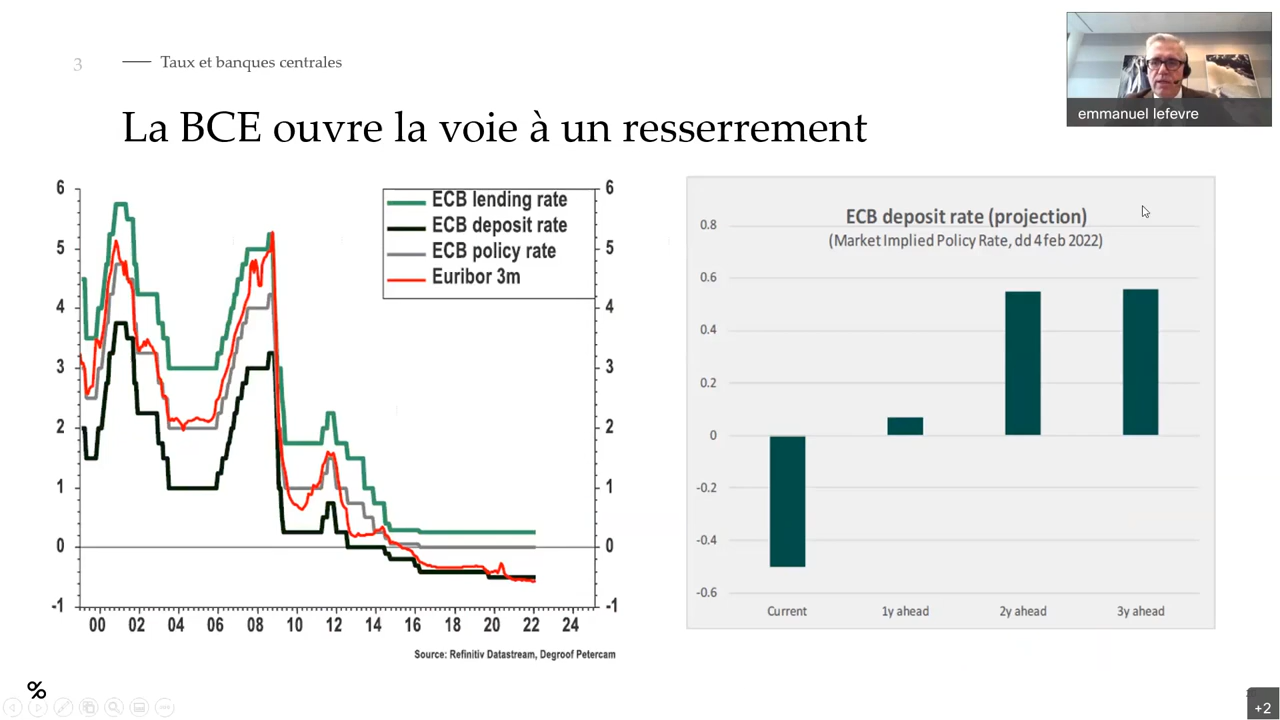 3
Taux et banques centrales
La BCE ouvre la voie à un resserrement
emmanuel lefevre
6
5
4
3
2
1
0
-1
ECB lending rate
ECB deposit rate
ECB policy rate
Euribor 3m
6
5
4
3
2
1
0
-1
00 02 04 06 08 10 12 14 16 18 20 22 24
Source: Refinitiv Datastream, Degroof Petercam
ECB deposit rate (projection)
(Market Implied Policy Rate, dd 4 feb 2022)
0.8
0.6
0.4
0.2
0
-0.2
-0.4
-0.6
Current 1y ahead 2y ahead 3y ahead
+2